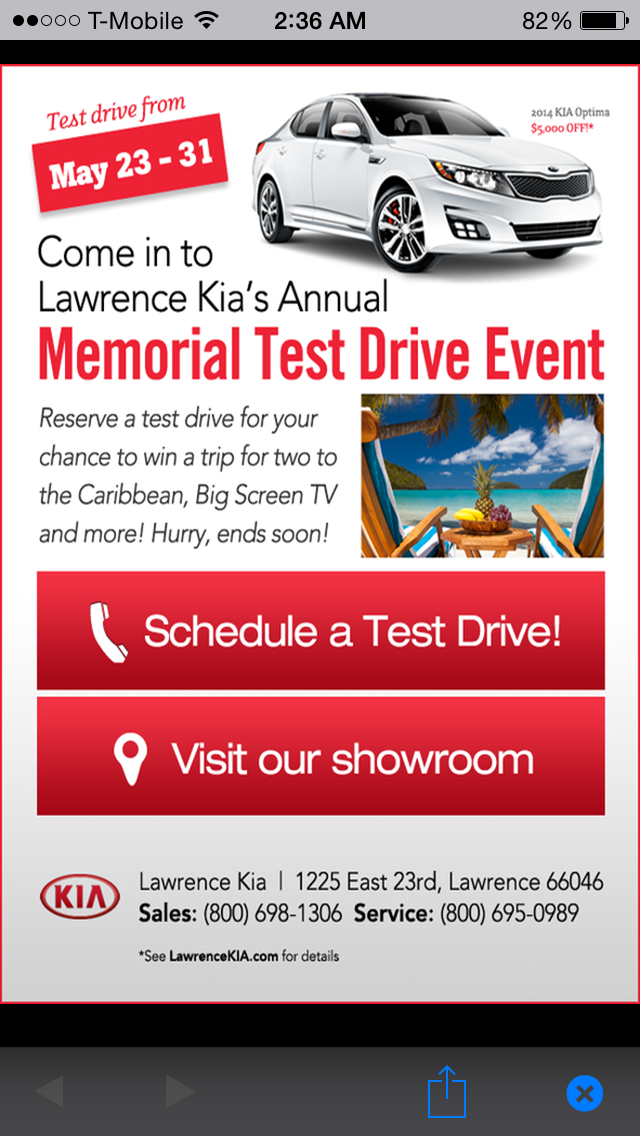 T-Mobile 2:36 AM 82%
Test drive from
May 23 - 31
2014 KIA Optima
$5,000 OFF!*
Come in to
Lawrence Kia's Annual
Memorial Test Drive Event
Reserve a test drive for your
chance to win a trip for two to
the Caribbean, Big Screen TV
and more! Hurry, ends soon!
Schedule a Test Drive!
Visit our showroom
KIA
Lawrence Kia | 1225 East 23rd, Lawrence 66046
Sales: (800) 698-1306 Service: (800) 695-0989
*See LawrenceKIA.com for details